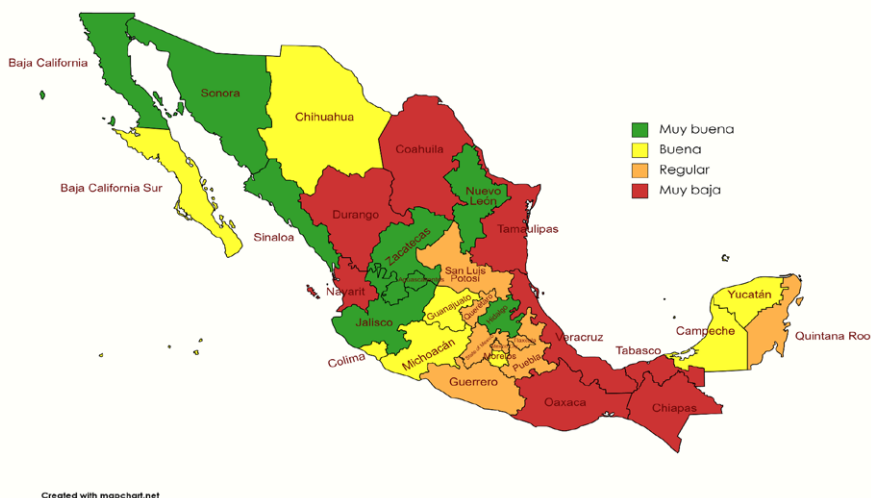 Baja California
Sonora
Chihuahua
Muy buena
Buena
Regular
Muy baja
Coahuila
Baja California Sur
Nuevo
León
Durango
Tamaulipas
Sinaloa
Zacatecas
San Luis
Potosi
Aguascalientes
Nayarit
Yucatán
Guanajuato
Querétaro
Hidalgo
Jalisco
Campeche
Quintana Roo
Veracruz
Tabasco
Colima
Michoacán
Morelos
Puebla
Guerrero
Oaxaca
Chiapas
Created with mapchart.net